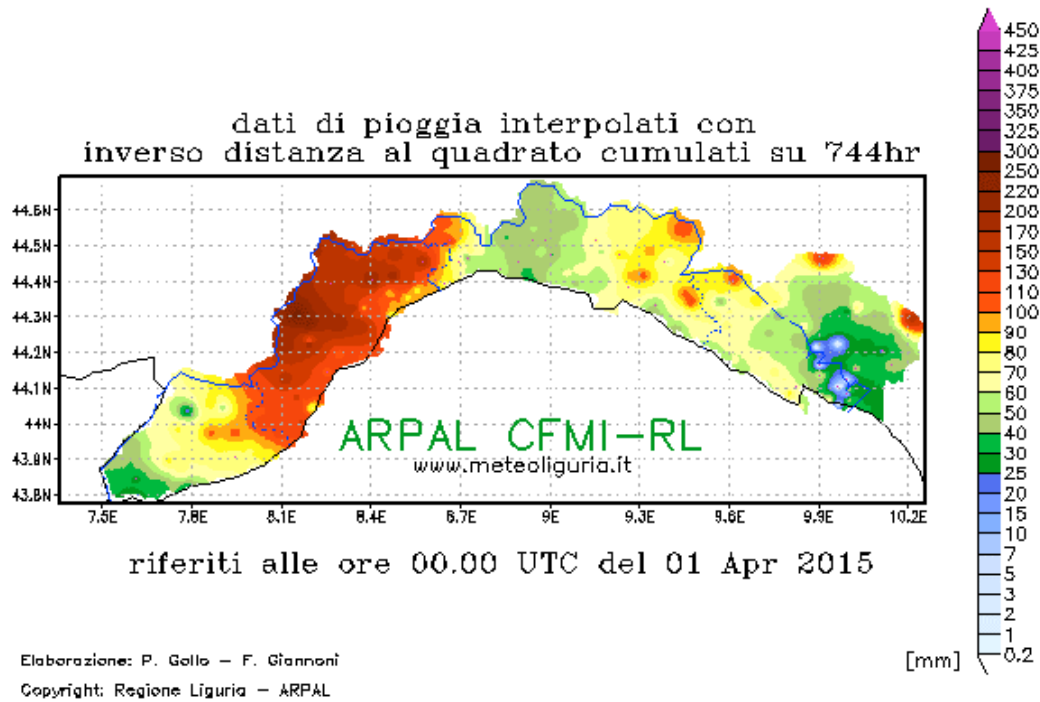 dati di pioggia interpolati con
inverso distanza al quadrato cumulati su 744hr
450
425
400
375
350
325
300
250
220
200
170
150
130
110
100
90
80
70
60
50
40
30
25
20
15
10
7
5
3
2
1
0.2
[mm]
44.6N
44.5N
44.4N
44.3N
44.2N
44.1N
44N
43.9N
43.8N
ARPAL CFMI-RL
www.meteoliguria.it
7.5E 7.8E 8.1E 8.4E 8.7E 9E 9.3E 9.6E 9.9E 10.2E
riferiti alle ore 00.00 UTC del 01 Apr 2015
Elaborazione: P. Gollo - F. Giannoni
Copyright: Regione Liguria - ARPAL